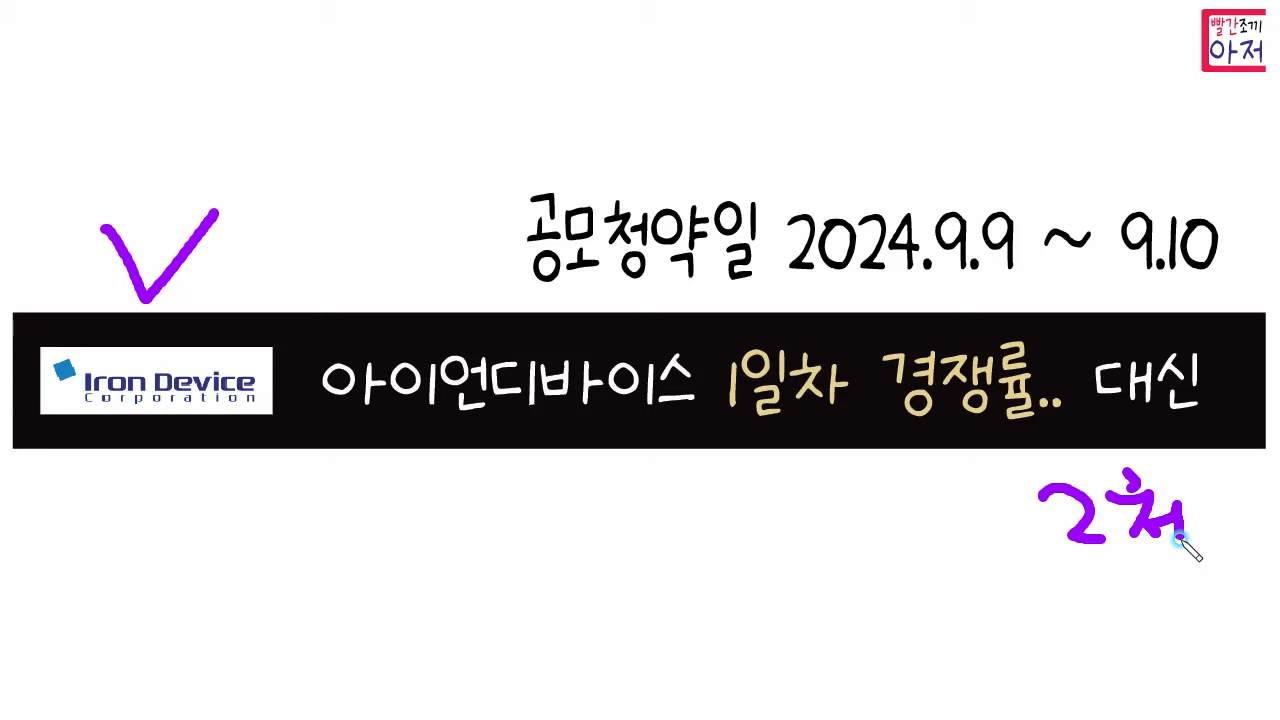 빨간조끼
아저
공모청약일 2024.9.9 ~ 9.10
Iron Device
Corporation
아이언디바이스 1일차 경쟁률.. 대신
2처